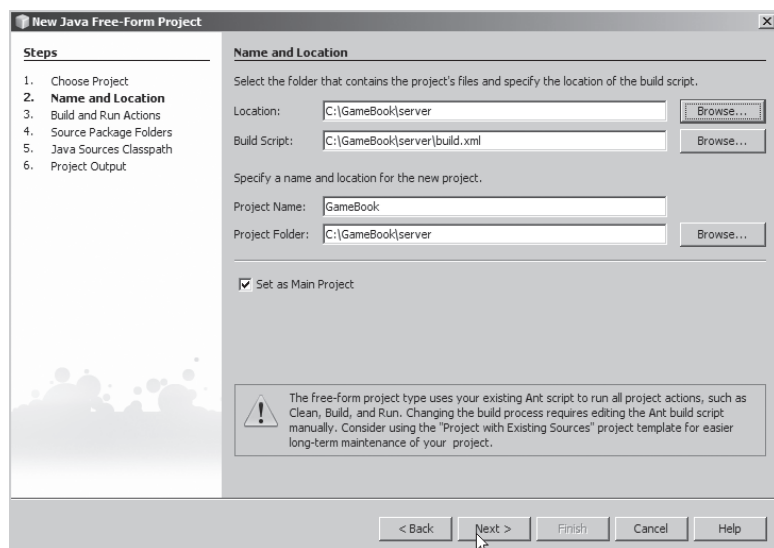 New Java Free-Form Project
Steps
1. Choose Project
2. Name and Location
3. Build and Run Actions
4. Source Package Folders
5. Java Sources Classpath
6. Project Output
Name and Location
Select the folder that contains the project's files and specify the location of the build script.
Location: C:\GameBook\server Browse...
Build Script: C:\GameBook\server\build.xml Browse...
Specify a name and location for the new project.
Project Name: GameBook
Project Folder: C:\GameBook\server Browse...
Set as Main Project
The free-form project type uses your existing Ant script to run all project actions, such as
Clean, Build, and Run. Changing the build process requires editing the Ant build script
manually. Consider using the "Project with Existing Sources" project template for easier
long-term maintenance of your project.
< Back Next > Finish Cancel Help